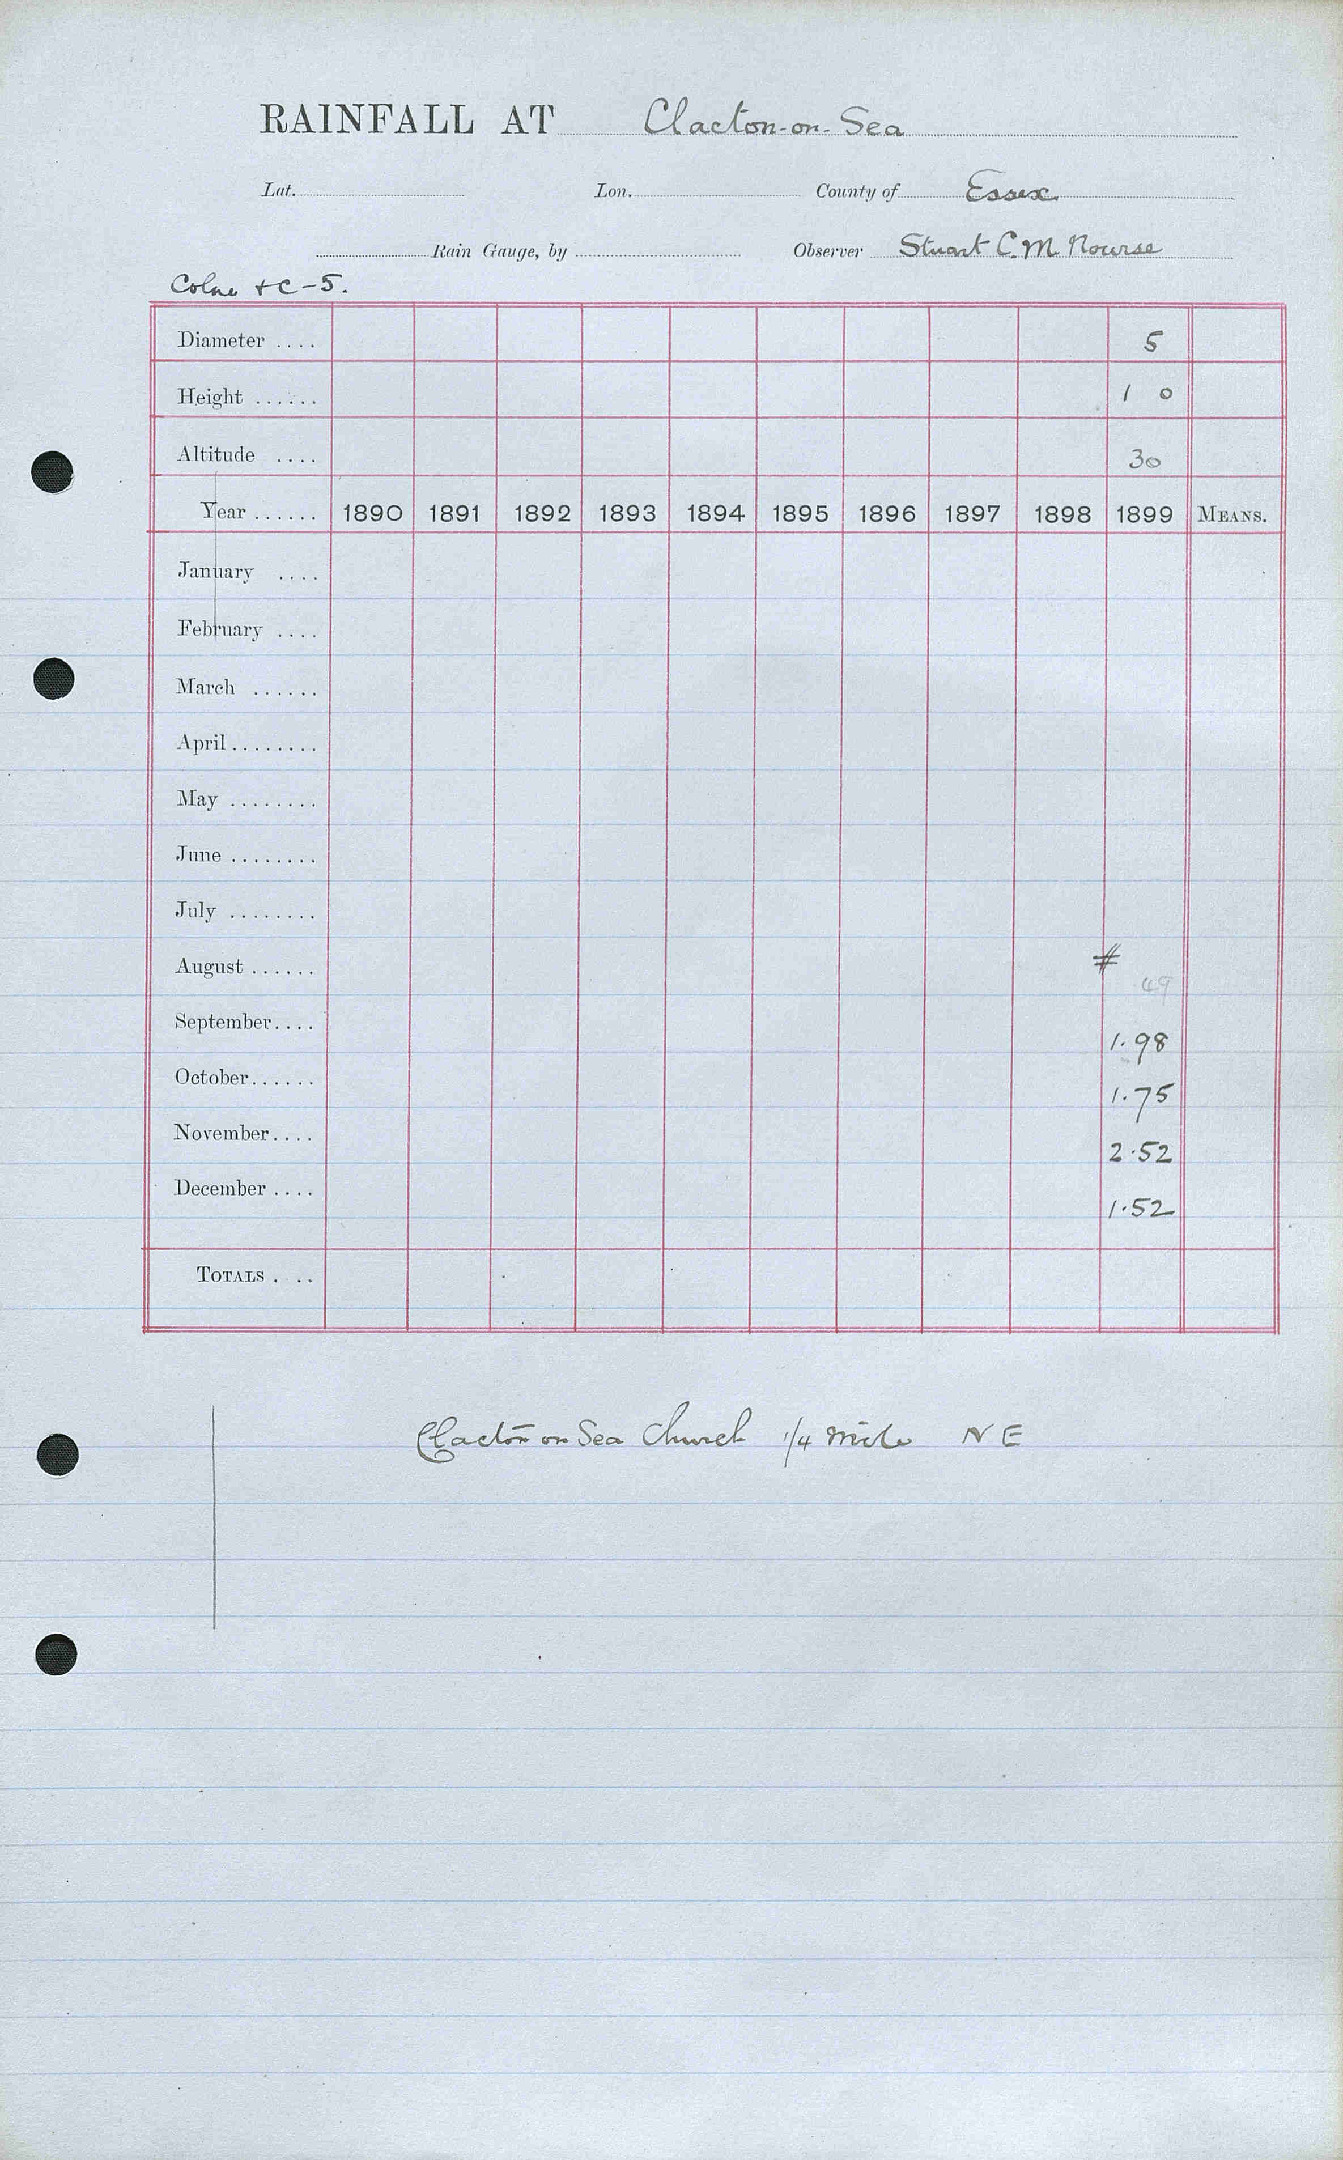 RAINFALL AT Clacton-on-Sea
Lat. Lon. County of Essex
Rain Gauge, by Observer Stuart C. M. Nourse
Colne &c - 5.
Diameter .... 5
Height ...... 1 0
Altitude .... 30
Year ...... 1890 1891 1892 1893 1894 1895 1896 1897 1898 1899 MEANS.
January ....
February ....
March ......
April ........
May ........
June ........
July ........
August ...... # .49
September.... 1.98
October...... 1.75
November.... 2.52
December .... 1.52
TOTALS . ..
Clacton on Sea Church 1/4 mile N E